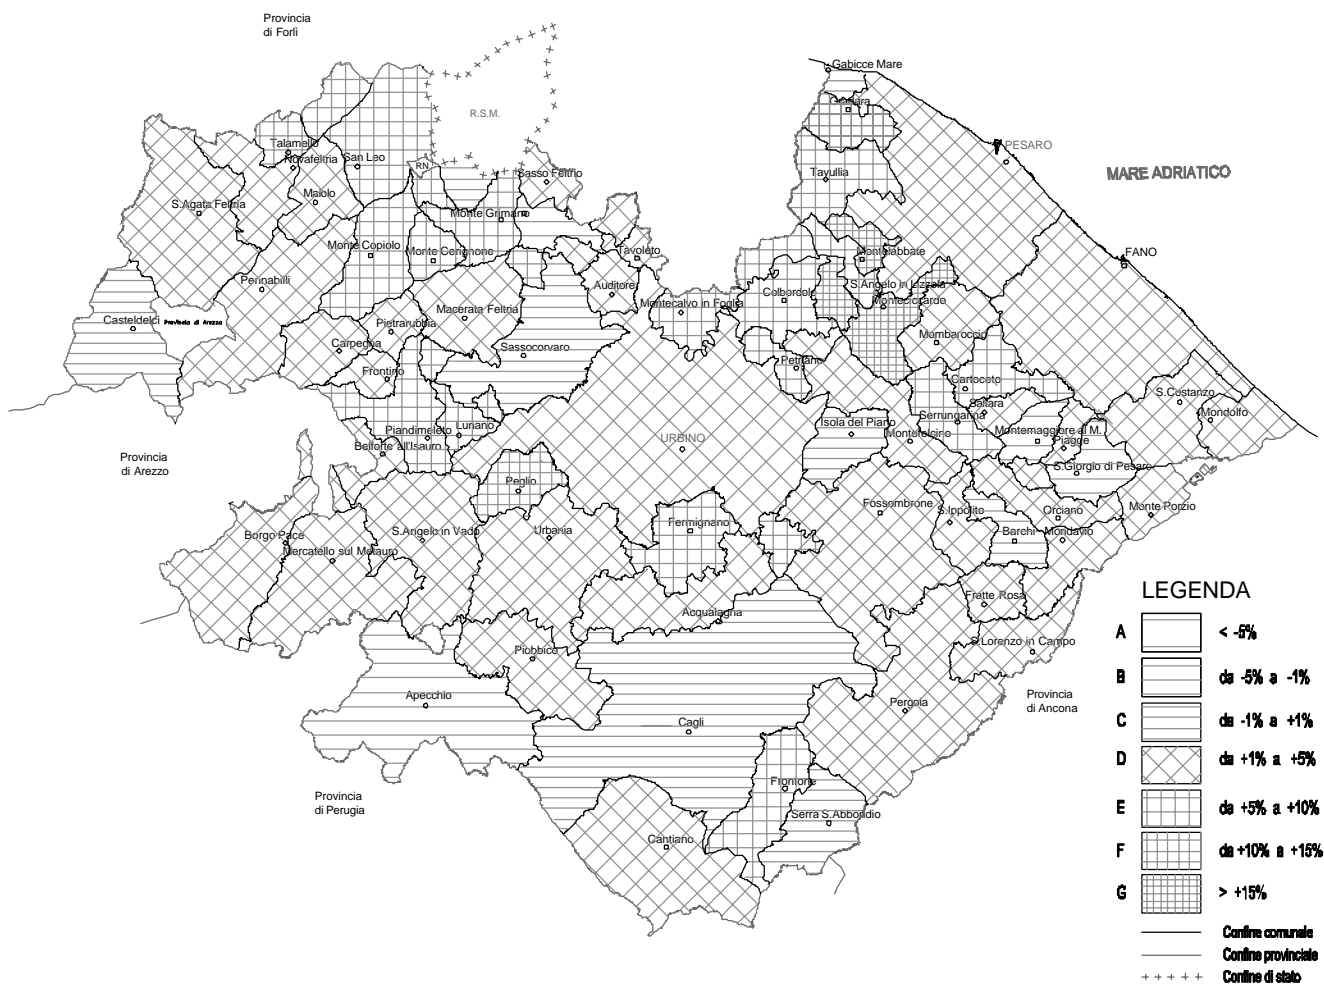 Provincia
di Forlì
Gabicce Mare
Gradara
R.S.M.
PESARO
MARE ADRIATICO
Talamello
Novafeltria
San Leo
RN
Sasso Feltrio
Tavullia
Maiolo
S.Agata Feltria
Monte Grimano
Monte Copiolo
Monte Cerignone
Tavoleto
Montelabbate
FANO
Pennabilli
Auditore
Colbordolo
S.Angelo in Lizzola
Montecalvo in Foglia
Monteciccardo
Macerata Feltria
Casteldelci
Provincia di Arezzo
Pietrarubbia
Mombaroccio
Carpegna
Sassocorvaro
Frontino
Petriano
Cartoceto
S.Costanzo
Saltara
Mondolfo
Serrungarina
Isola del Piano
Piandimeleto
Lunano
Montefelcino
Montemaggiore al M.
Piagge
URBINO
Belforte all'Isauro
Provincia
di Arezzo
S.Giorgio di Pesaro
Peglio
Fossombrone
S.Ippolito
Orciano
Monte Porzio
Fermignano
Borgo Pace
S.Angelo in Vado
Urbania
Barchi
Mondavio
Mercatello sul Metauro
Fratte Rosa
Acqualagna
S.Lorenzo in Campo
Piobbico
Apecchio
Pergola
Provincia
di Ancona
Cagli
Provincia
di Perugia
Frontone
Serra S.Abbondio
Cantiano
LEGENDA
A < -5%
B da -5% a -1%
C da -1% a +1%
D da +1% a +5%
E da +5% a +10%
F da +10% a +15%
G > +15%
Confine comunale
Confine provinciale
Confine di stato